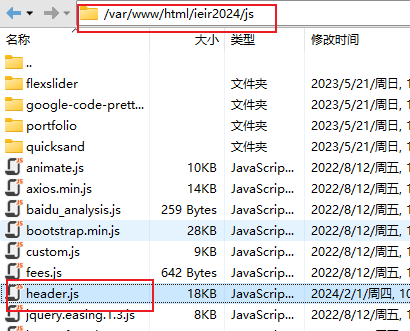 /var/www/html/ieir2024/js
名称 大小 类型 修改时间
..
flexslider 文件夹 2023/5/21/周日, 1
google-code-prett... 文件夹 2023/5/21/周日, 1
portfolio 文件夹 2023/5/21/周日, 1
quicksand 文件夹 2023/5/21/周日, 1
animate.js 10KB JavaScrip... 2022/8/12/周五, 1
axios.min.js 14KB JavaScrip... 2022/8/12/周五, 1
baidu_analysis.js 259 Bytes JavaScrip... 2022/8/12/周五, 1
bootstrap.min.js 28KB JavaScrip... 2022/8/12/周五, 1
custom.js 9KB JavaScrip... 2022/8/12/周五, 1
fees.js 642 Bytes JavaScrip... 2022/8/12/周五, 1
header.js 18KB JavaScrip... 2024/2/1/周四, 10
jquery.easing.1.3.js 8KB JavaScrip... 2022/8/12/周五, 1